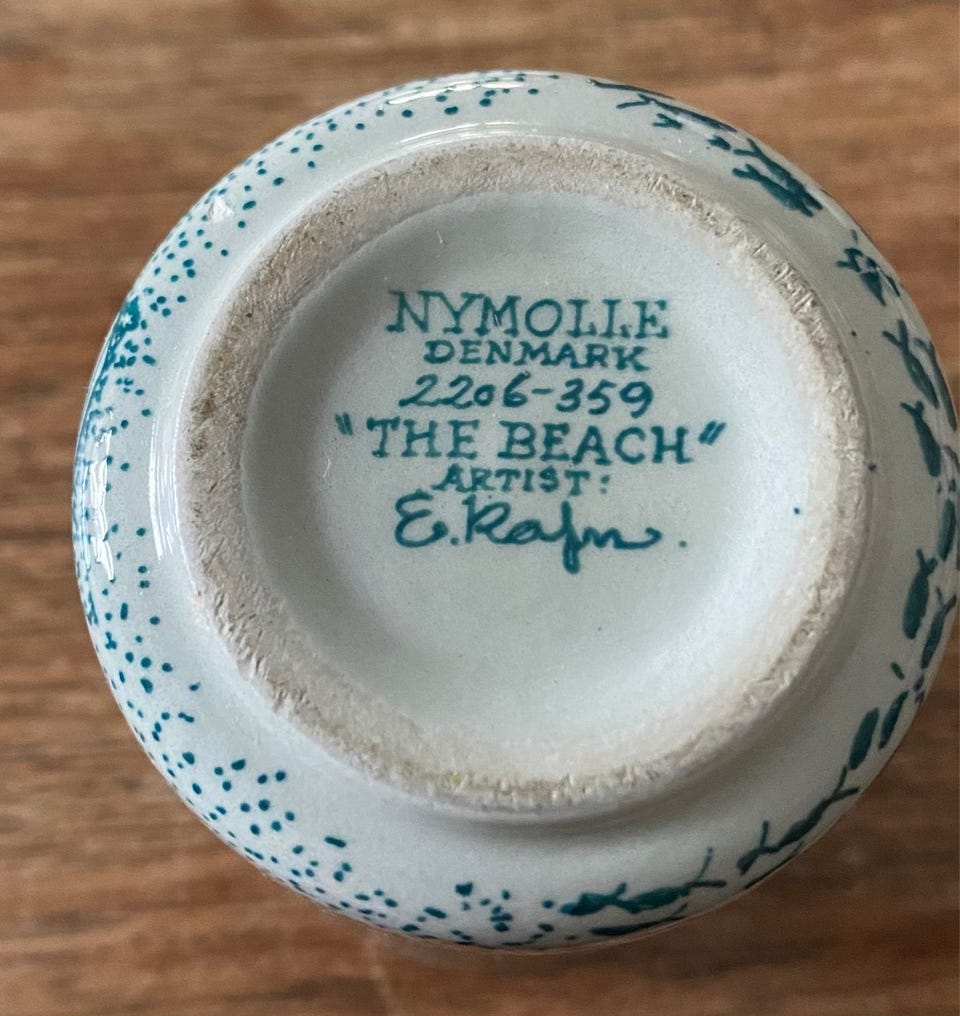 NYMOLLE
DENMARK
2206-359
"THE BEACH"
ARTIST:
E. Rafn.